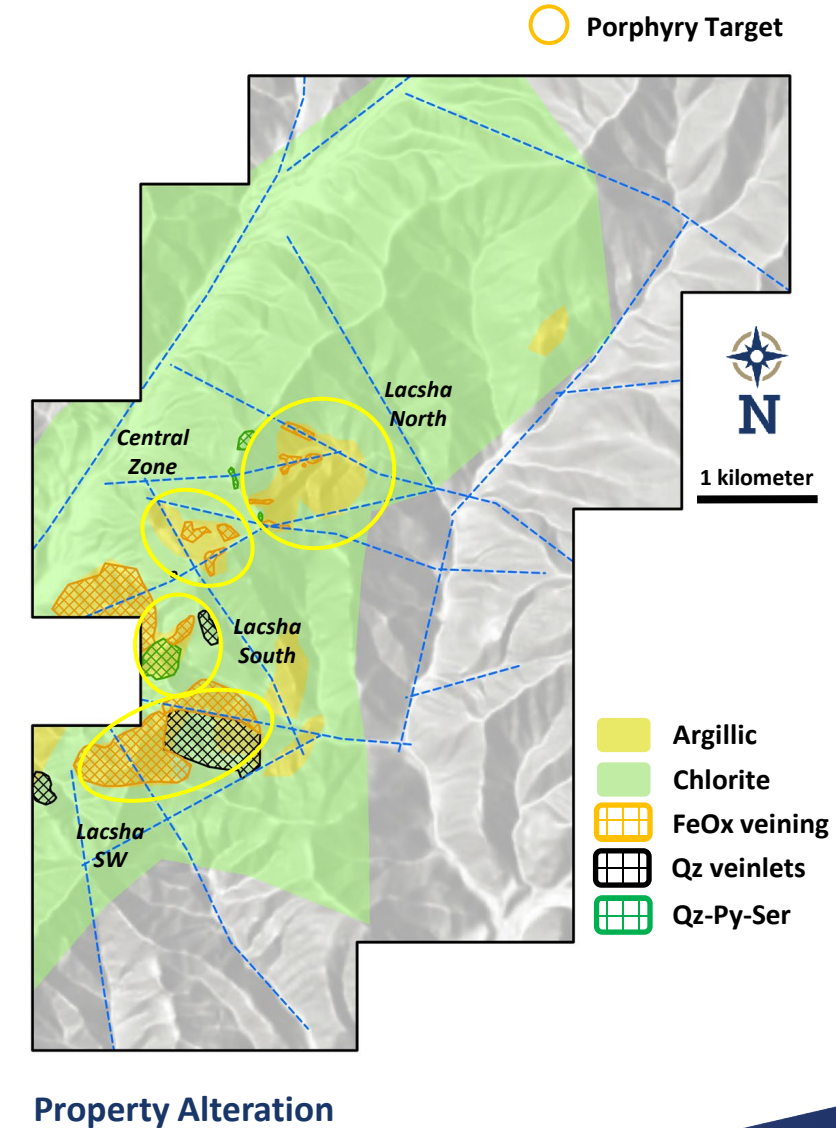 Porphyry Target
Lacsha
North
Central
Zone
N
1 kilometer
Lacsha
South
Argillic
Chlorite
FeOx veining
Qz veinlets
Qz-Py-Ser
Lacsha
SW
Property Alteration